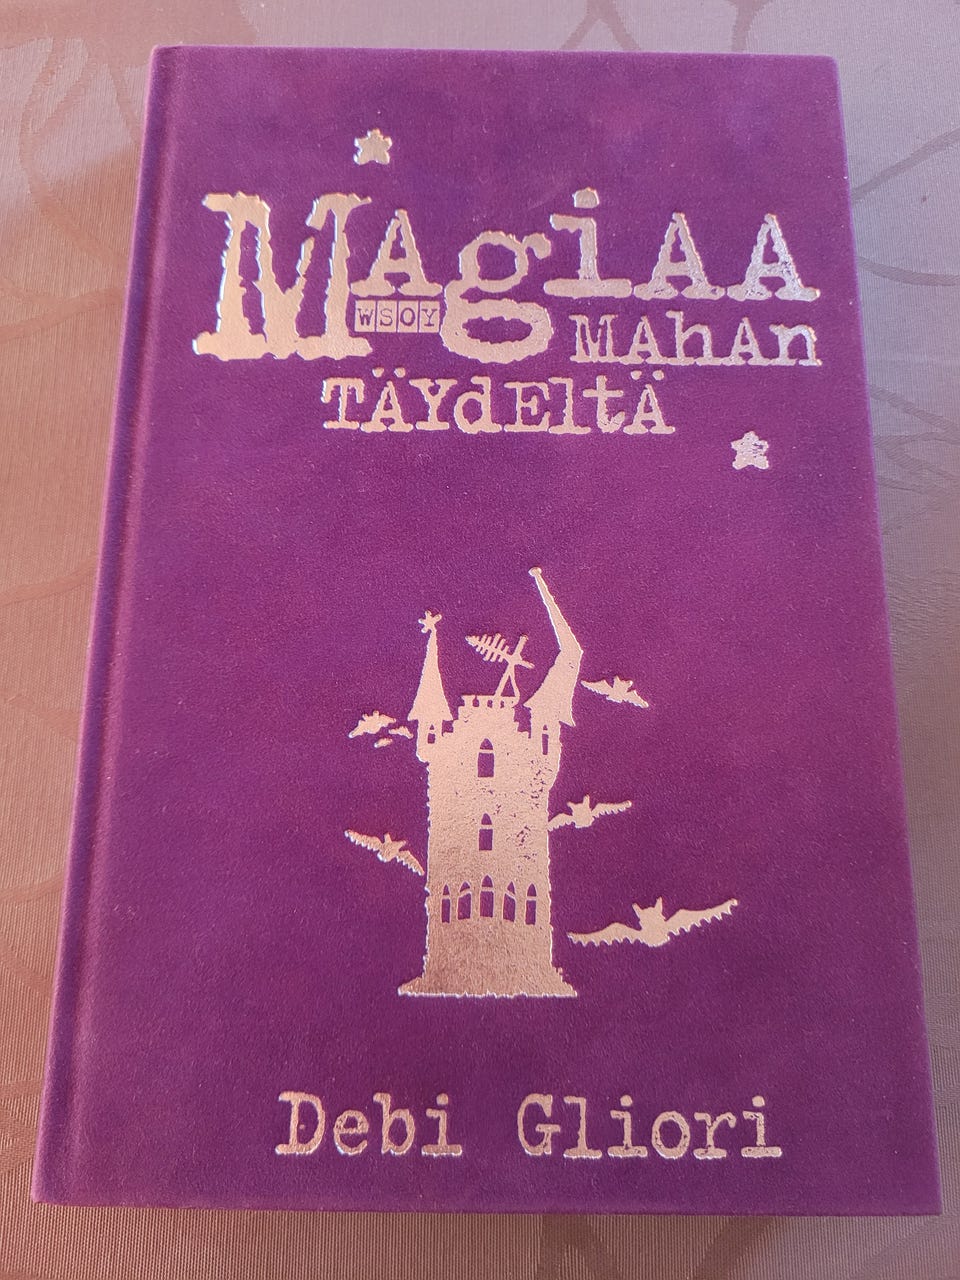 MAgiAA
WSOY
MAhAn
TÄYdEltÄ
Debi Gliori